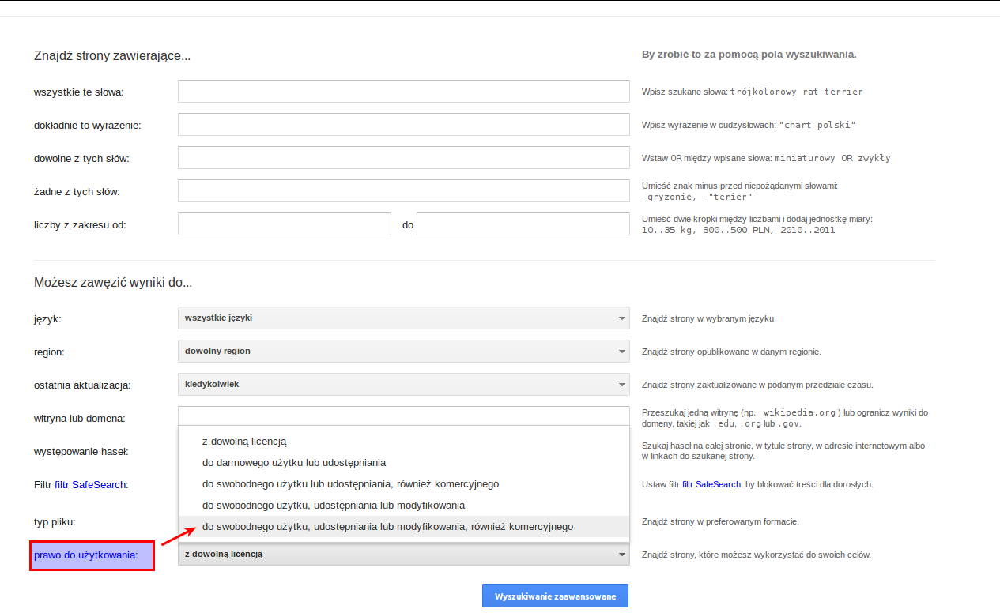 Znajdź strony zawierające...
By zrobić to za pomocą pola wyszukiwania.
wszystkie te słowa:
Wpisz szukane słowa: trójkolorowy rat terrier
dokładnie to wyrażenie:
Wpisz wyrażenie w cudzysłowach: "chart polski"
dowolne z tych słów:
Wstaw OR między wpisane słowa: miniaturowy OR zwykły
żadne z tych słów:
Umieść znak minus przed niepożądanymi słowami:
-gryzonie, -"terier"
liczby z zakresu od:
do
Umieść dwie kropki między liczbami i dodaj jednostkę miary:
10..35 kg, 300..500 PLN, 2010..2011
Możesz zawęzić wyniki do...
język:
wszystkie języki
Znajdź strony w wybranym języku.
region:
dowolny region
Znajdź strony opublikowane w danym regionie.
ostatnia aktualizacja:
kiedykolwiek
Znajdź strony zaktualizowane w podanym przedziale czasu.
witryna lub domena:
Przeszukaj jedną witrynę (np. wikipedia.org ) lub ogranicz wyniki do
domeny, takiej jak .edu, .org lub .gov.
z dowolną licencją
występowanie haseł:
Szukaj haseł na całej stronie, w tytule strony, w adresie internetowym albo
w linkach do szukanej strony.
do darmowego użytku lub udostępniania
do swobodnego użytku lub udostępniania, również komercyjnego
Filtr filtr SafeSearch:
Ustaw filtr filtr SafeSearch, by blokować treści dla dorosłych.
do swobodnego użytku, udostępniania lub modyfikowania
typ pliku:
do swobodnego użytku, udostępniania lub modyfikowania, również komercyjnego
Znajdź strony w preferowanym formacie.
prawo do użytkowania:
z dowolną licencją
Znajdź strony, które możesz wykorzystać do swoich celów.
Wyszukiwanie zaawansowane